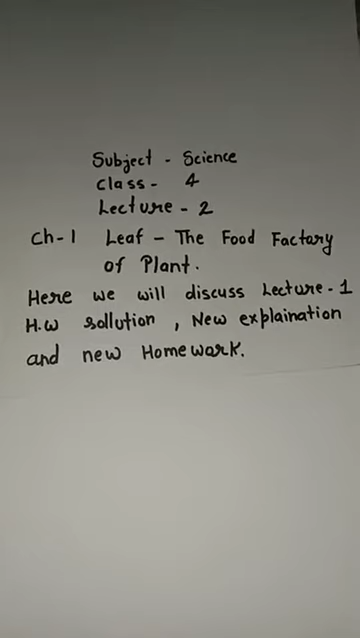 Subject - Science
Class - 4
Lecture - 2
Ch-1 Leaf - The Food Factory
of Plant.
Here we will discuss Lecture-1
H.W sollution, New explaination
and new Homework.